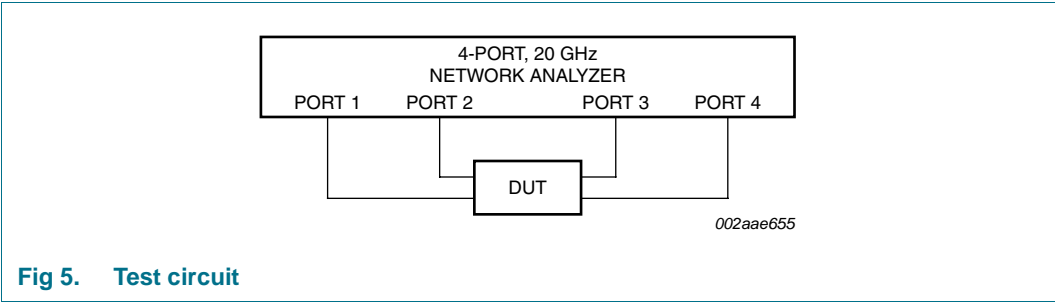 4-PORT, 20 GHz
NETWORK ANALYZER
PORT 1 PORT 2 PORT 3 PORT 4
DUT
002aae655
Fig 5. Test circuit